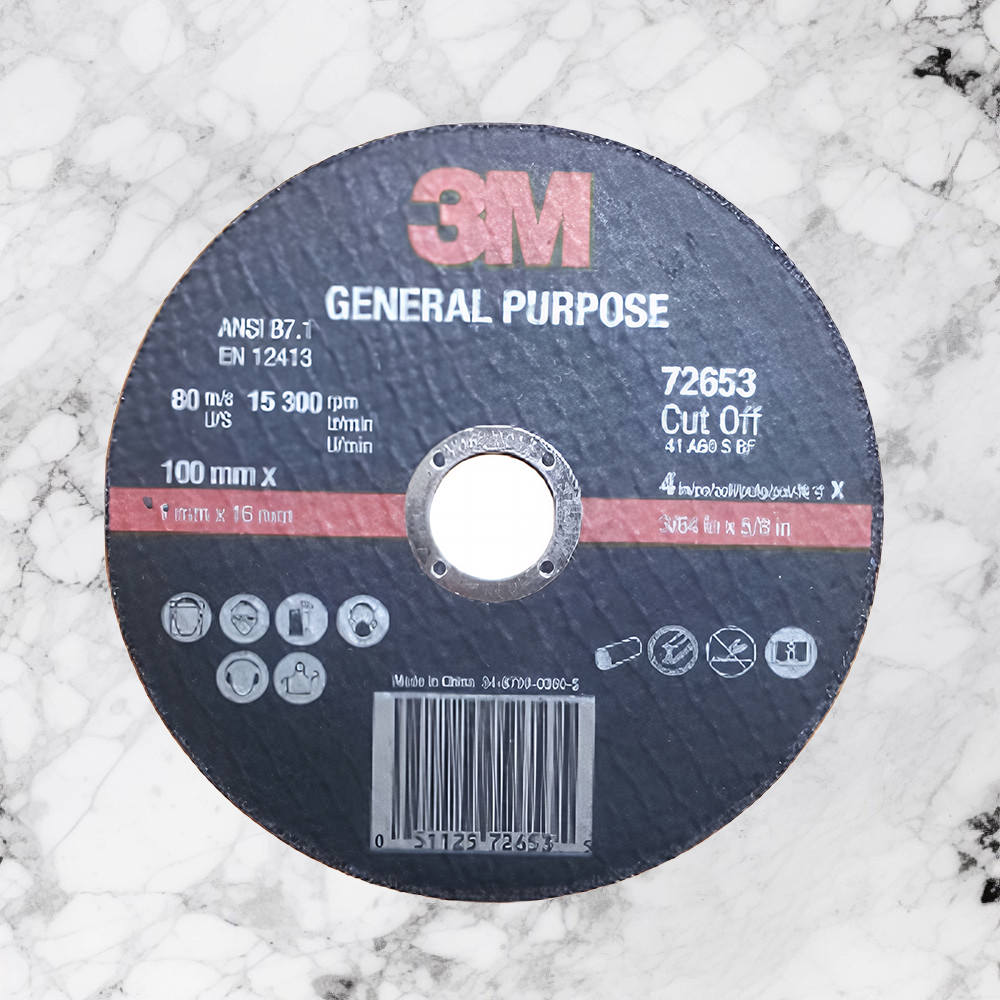 3M
GENERAL PURPOSE
ANSI B7.1
EN 12413
80 m/s 15 300 rpm
U/min
100 mm x
1 mm x 16 mm
72653
Cut Off
4 x
3/64 in x 5/8 in
Made in China
0 51125 72653